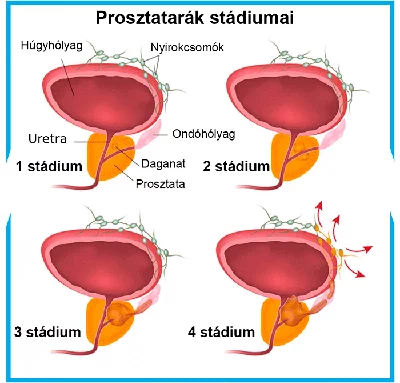 Prosztatarák stádiumai
Húgyhólyag
Nyirokcsomók
Uretra
Ondóhólyag
Daganat
1 stádium
Prosztata
2 stádium
3 stádium
4 stádium